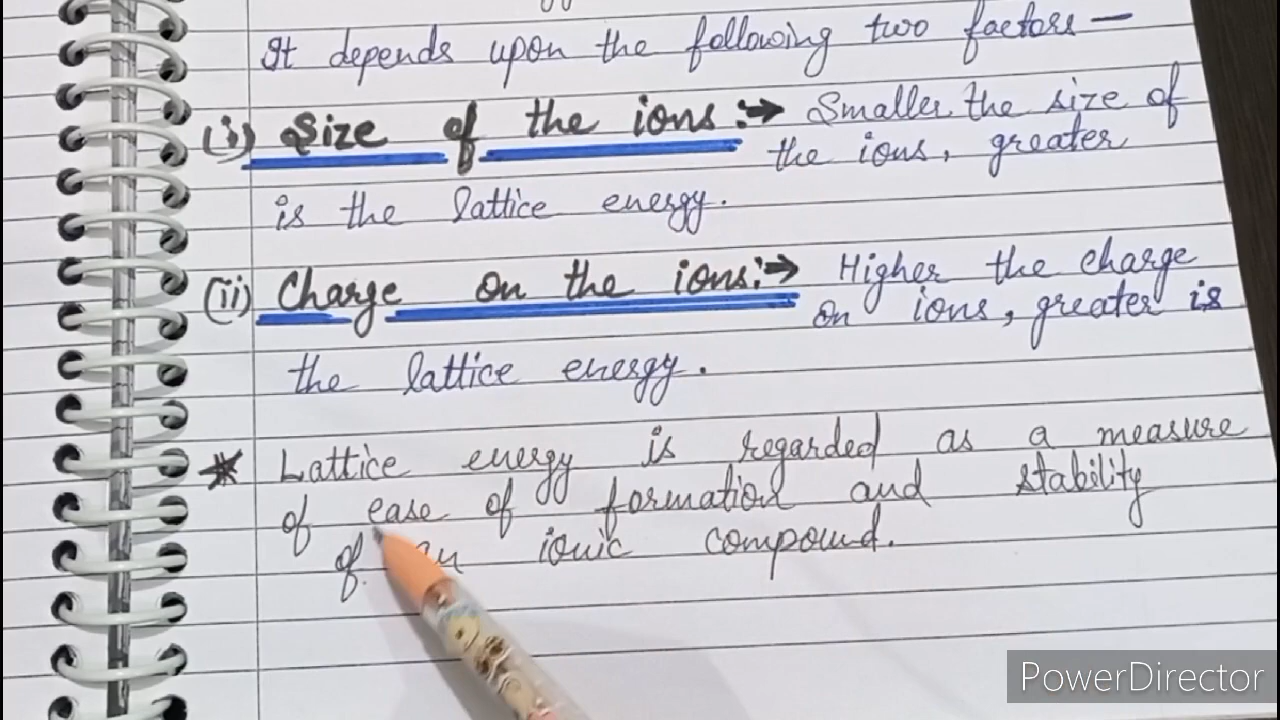 It depends upon the following two factors —
(i) Size of the ions :→ Smaller the size of
the ions, greater
is the lattice energy.
(ii) Charge on the ions :→ Higher the charge
on ions, greater is
the lattice energy.
* Lattice energy is regarded as a measure
of ease of formation and stability
of an ionic compound.
PowerDirector